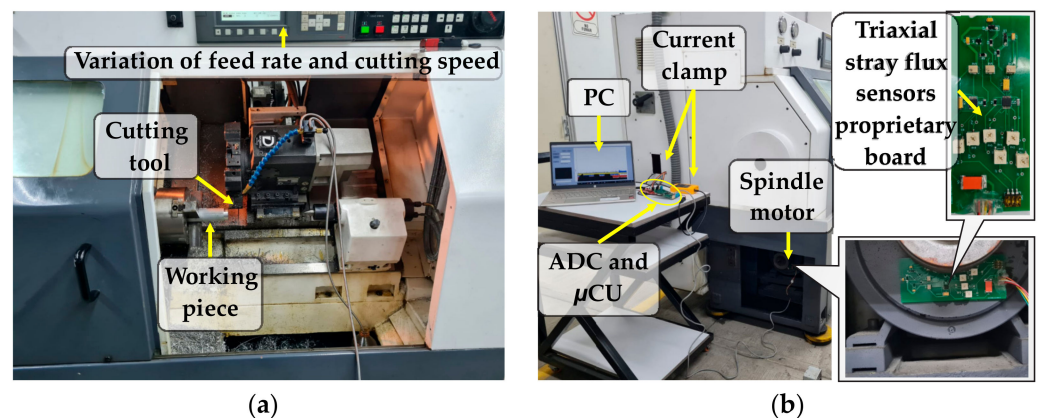 Variation of feed rate and cutting speed
Cutting
tool
Working
piece
(a)
Current
clamp
PC
ADC and
µCU
Spindle
motor
Triaxial
stray flux
sensors
proprietary
board
(b)